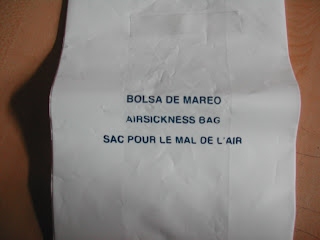 BOLSA DE MAREO
AIRSICKNESS BAG
SAC POUR LE MAL DE L'AIR